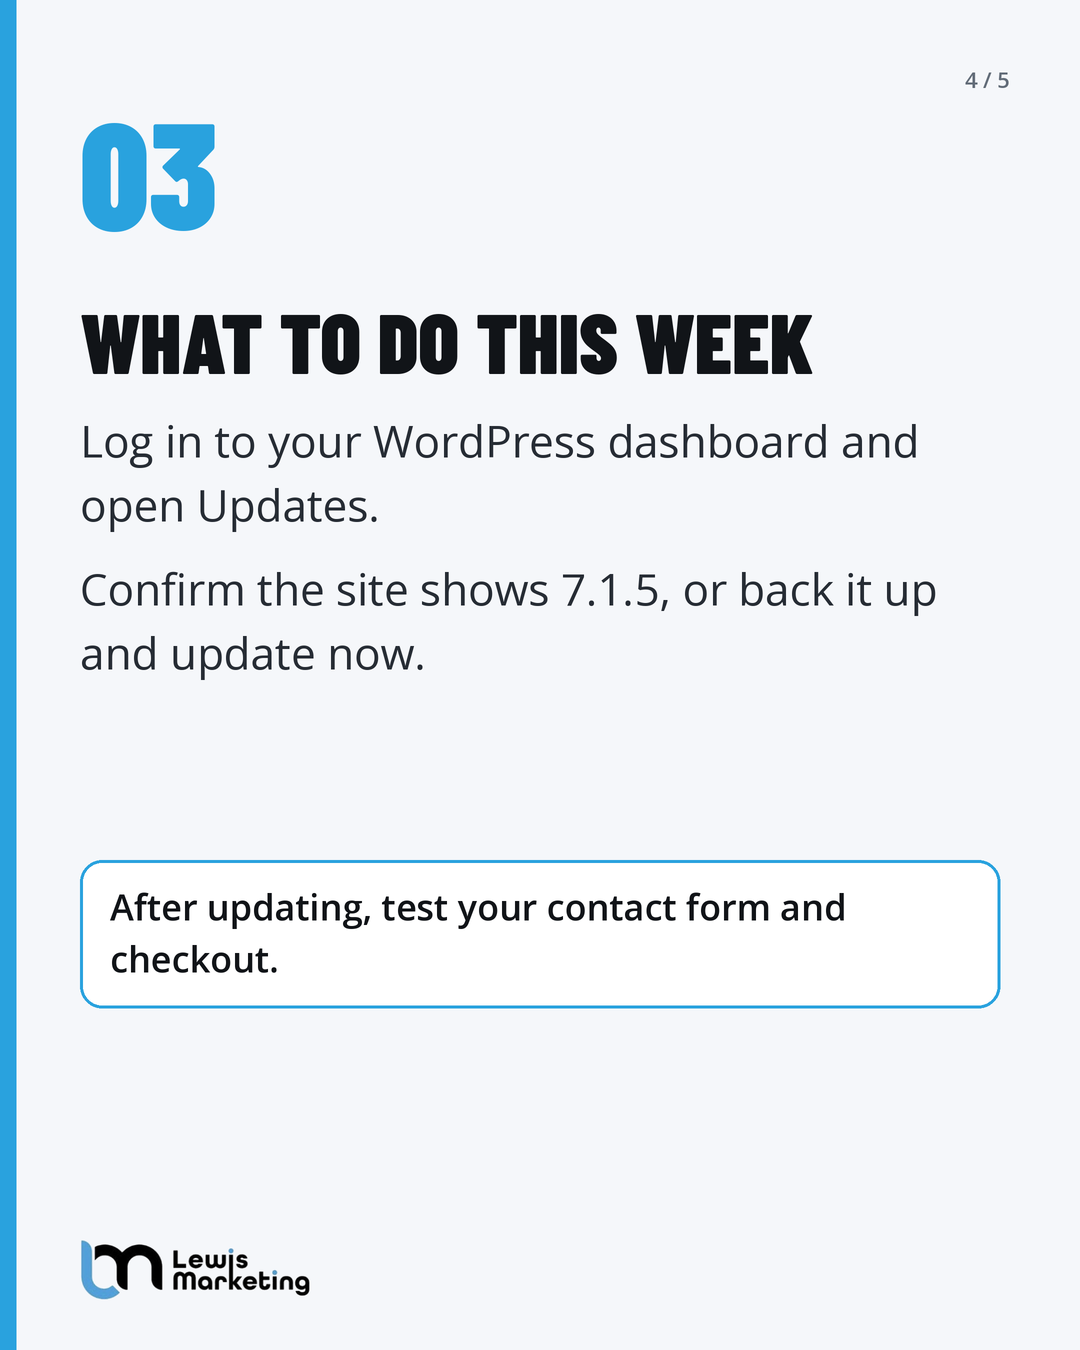 4 / 5
03
WHAT TO DO THIS WEEK
Log in to your WordPress dashboard and
open Updates.
Confirm the site shows 7.1.5, or back it up
and update now.
After updating, test your contact form and
checkout.
Lewis
Marketing